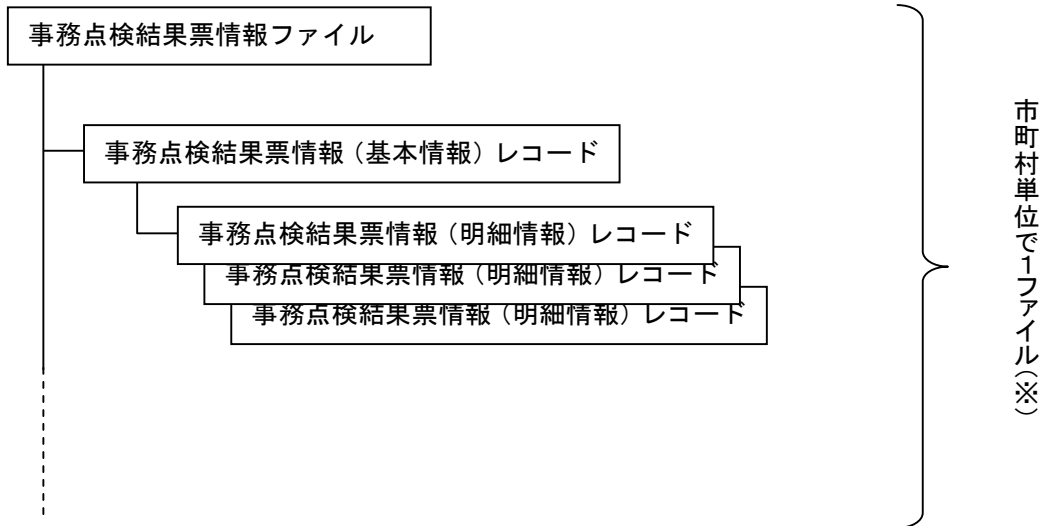 事務点検結果票情報ファイル
事務点検結果票情報（基本情報）レコード
事務点検結果票情報（明細情報）レコード
事務点検結果票情報（明細情報）レコード
事務点検結果票情報（明細情報）レコード
市町村単位で1ファイル（※）